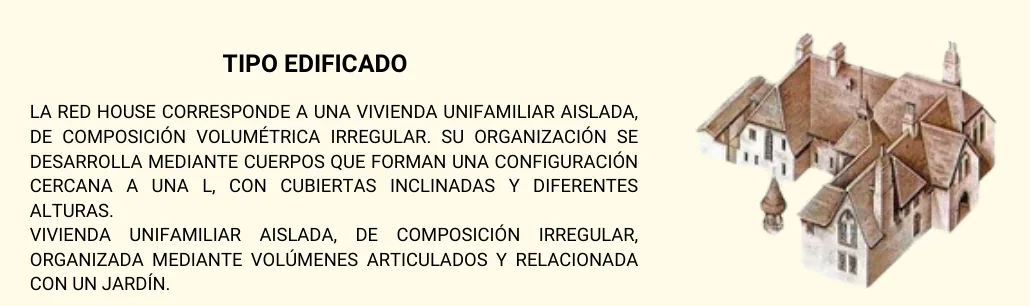 TIPO EDIFICADO
LA RED HOUSE CORRESPONDE A UNA VIVIENDA UNIFAMILIAR AISLADA,
DE COMPOSICIÓN VOLUMÉTRICA IRREGULAR. SU ORGANIZACIÓN SE
DESARROLLA MEDIANTE CUERPOS QUE FORMAN UNA CONFIGURACIÓN
CERCANA A UNA L, CON CUBIERTAS INCLINADAS Y DIFERENTES
ALTURAS.
VIVIENDA UNIFAMILIAR AISLADA, DE COMPOSICIÓN IRREGULAR,
ORGANIZADA MEDIANTE VOLÚMENES ARTICULADOS Y RELACIONADA
CON UN JARDÍN.